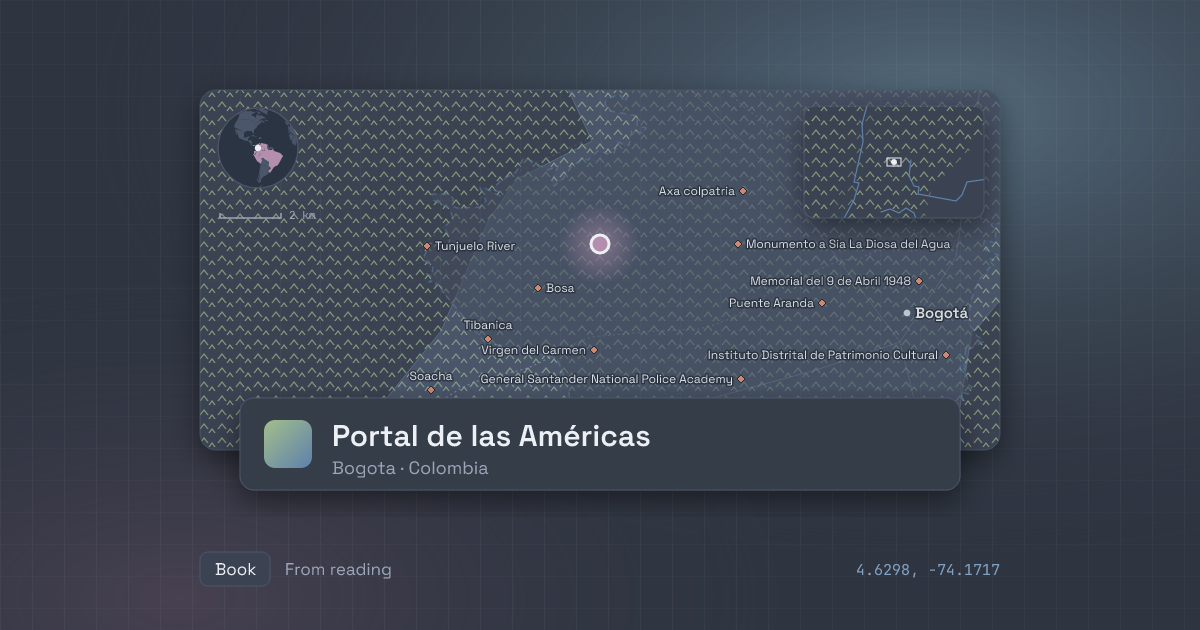 2 km
Axa colpatria
Tunjuelo River
Monumento a Sia La Diosa del Agua
Bosa
Memorial del 9 de Abril 1948
Puente Aranda
Bogotá
Tibanica
Virgen del Carmen
Instituto Distrital de Patrimonio Cultural
Soacha
General Santander National Police Academy
Portal de las Américas
Bogota · Colombia
Book
From reading
4.6298, -74.1717